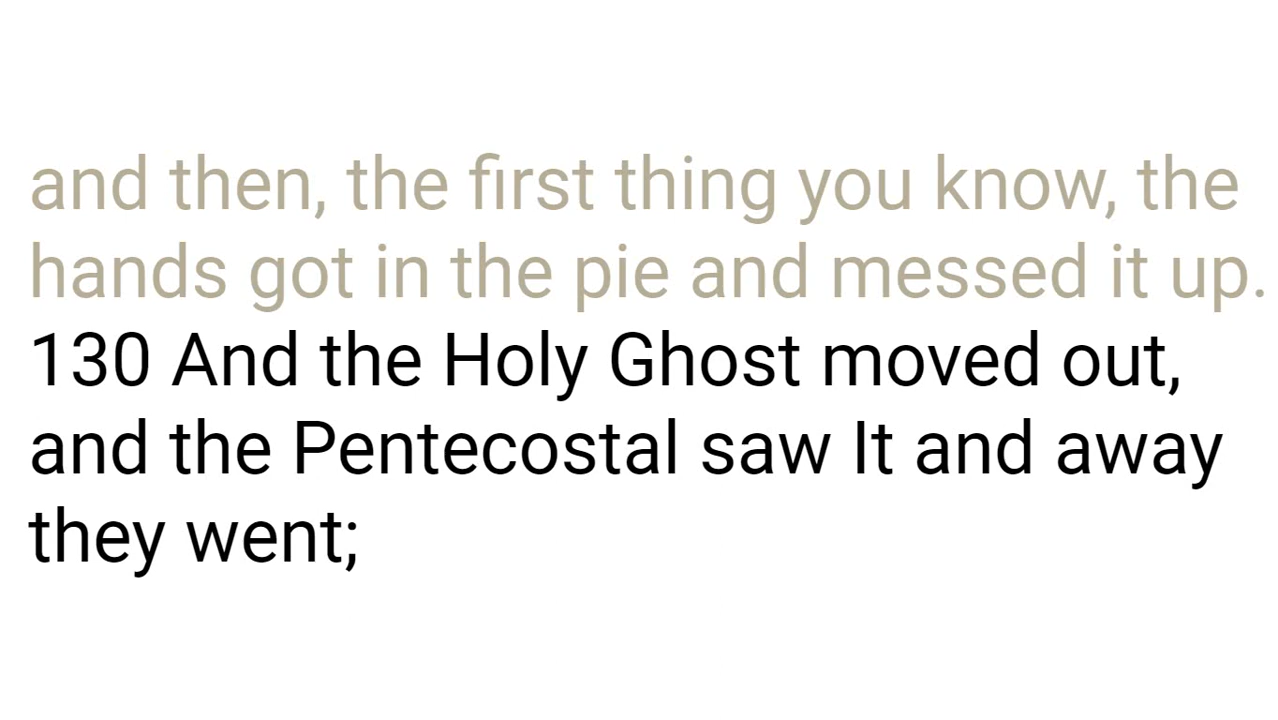 and then, the first thing you know, the
hands got in the pie and messed it up.
130 And the Holy Ghost moved out,
and the Pentecostal saw It and away
they went;